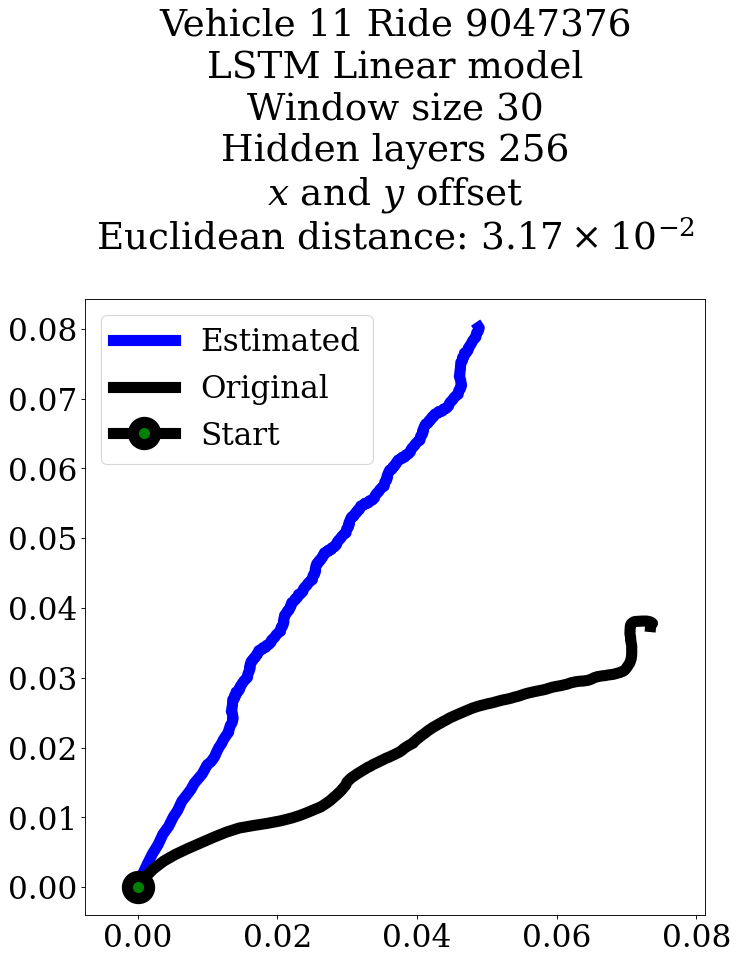 Vehicle 11 Ride 9047376
LSTM Linear model
Window size 30
Hidden layers 256
x and y offset
Euclidean distance: 3.17 × 10⁻²
Estimated
Original
Start
0.08
0.07
0.06
0.05
0.04
0.03
0.02
0.01
0.00
0.00 0.02 0.04 0.06 0.08